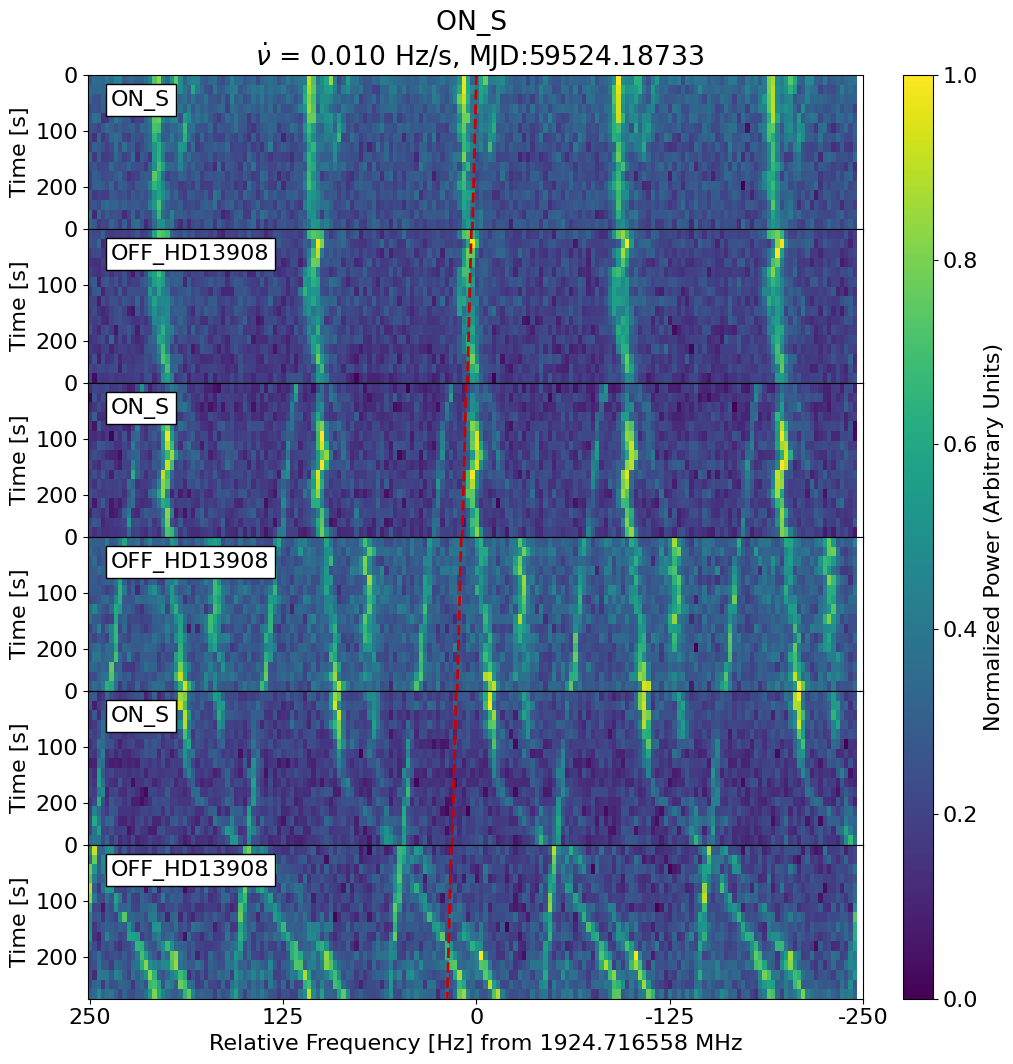 ON_S
ν̇ = 0.010 Hz/s, MJD:59524.18733
0
ON_S
100
Time [s]
200
0
OFF_HD13908
100
Time [s]
200
0
ON_S
100
Time [s]
200
0
OFF_HD13908
100
Time [s]
200
0
ON_S
100
Time [s]
200
0
OFF_HD13908
100
Time [s]
200
250 125 0 -125 -250
Relative Frequency [Hz] from 1924.716558 MHz
1.0
0.8
0.6
0.4
0.2
0.0
Normalized Power (Arbitrary Units)